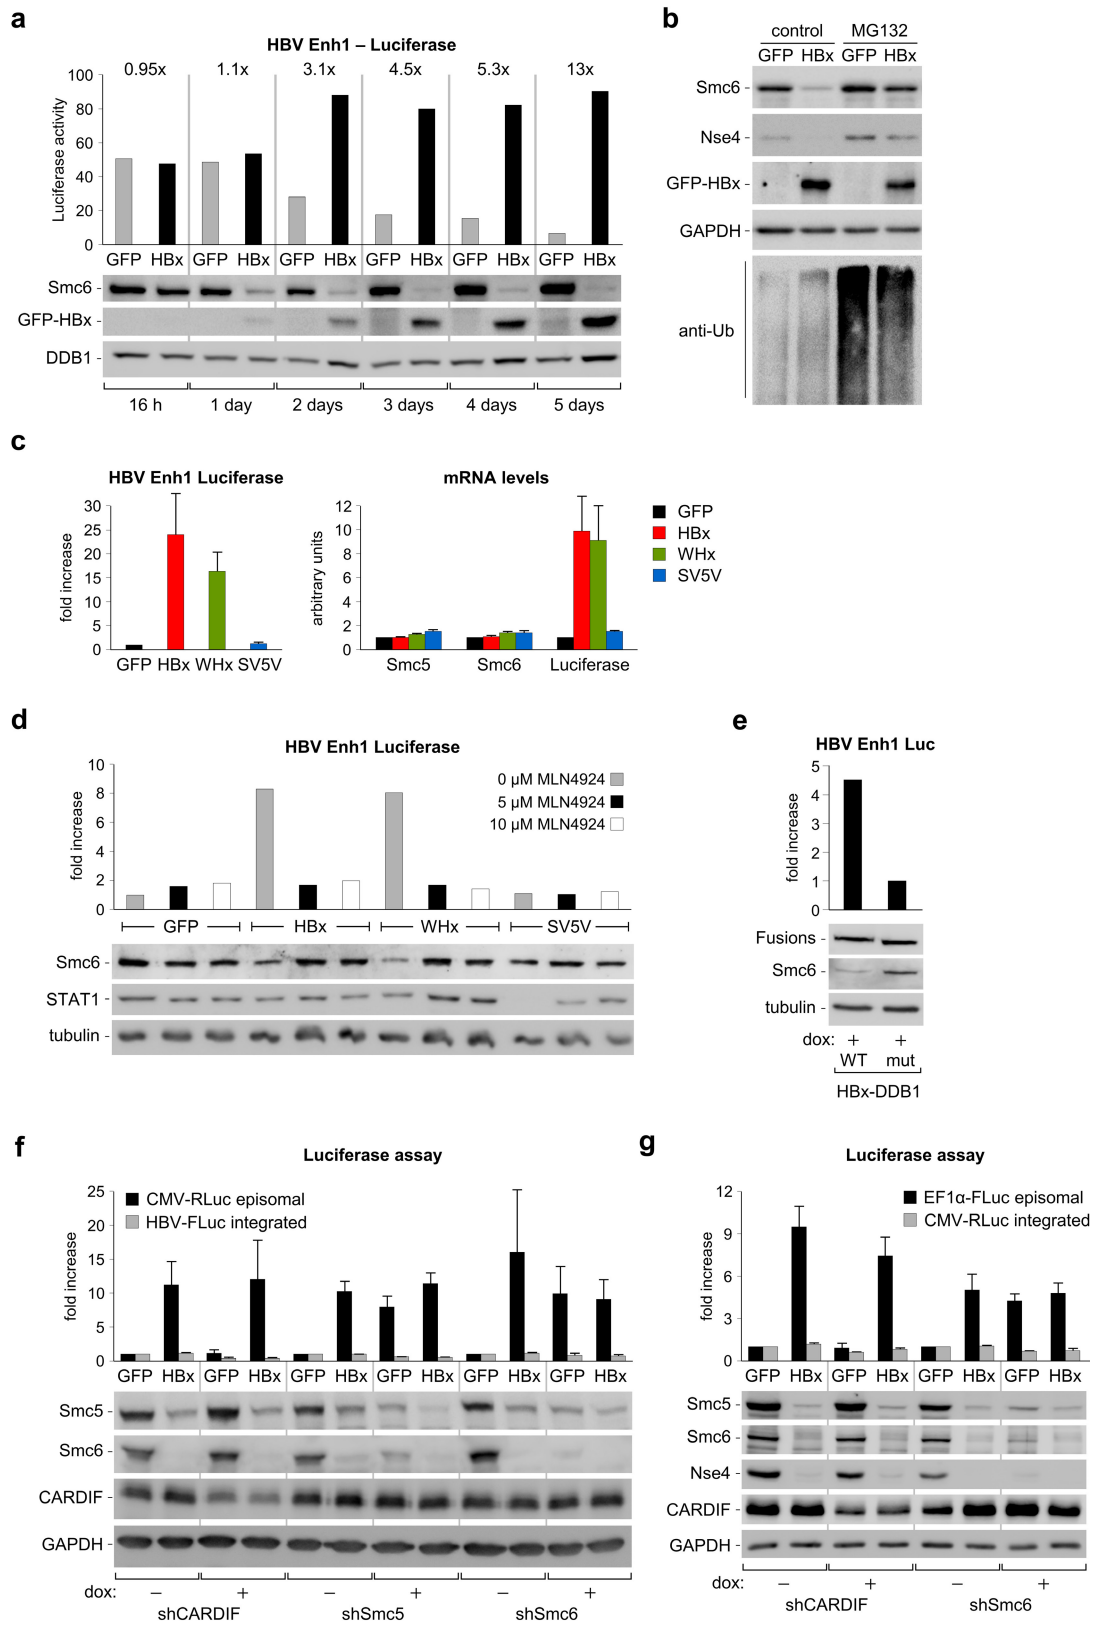 a
HBV Enh1 – Luciferase
0.95x 1.1x 3.1x 4.5x 5.3x 13x
Luciferase activity
100
80
60
40
20
0
GFP HBx GFP HBx GFP HBx GFP HBx GFP HBx GFP HBx
Smc6
GFP-HBx
DDB1
16 h 1 day 2 days 3 days 4 days 5 days
b
control MG132
GFP HBx GFP HBx
Smc6
Nse4
GFP-HBx
GAPDH
anti-Ub
c
HBV Enh1 Luciferase
fold increase
30
25
20
15
10
5
0
GFP HBx WHx SV5V
mRNA levels
arbitrary units
12
10
8
6
4
2
0
Smc5 Smc6 Luciferase
GFP
HBx
WHx
SV5V
d
HBV Enh1 Luciferase
fold increase
10
8
6
4
2
0
0 µM MLN4924
5 µM MLN4924
10 µM MLN4924
GFP HBx WHx SV5V
Smc6
STAT1
tubulin
e
HBV Enh1 Luc
fold increase
5
4
3
2
1
0
Fusions
Smc6
tubulin
dox: + +
WT mut
HBx-DDB1
f
Luciferase assay
fold increase
25
20
15
10
5
0
CMV-RLuc episomal
HBV-FLuc integrated
GFP HBx GFP HBx GFP HBx GFP HBx GFP HBx GFP HBx
Smc5
Smc6
CARDIF
GAPDH
dox: – + – + – +
shCARDIF shSmc5 shSmc6
g
Luciferase assay
fold increase
12
9
6
3
0
EF1α-FLuc episomal
CMV-RLuc integrated
GFP HBx GFP HBx GFP HBx GFP HBx
Smc5
Smc6
Nse4
CARDIF
GAPDH
dox: – + – +
shCARDIF shSmc6